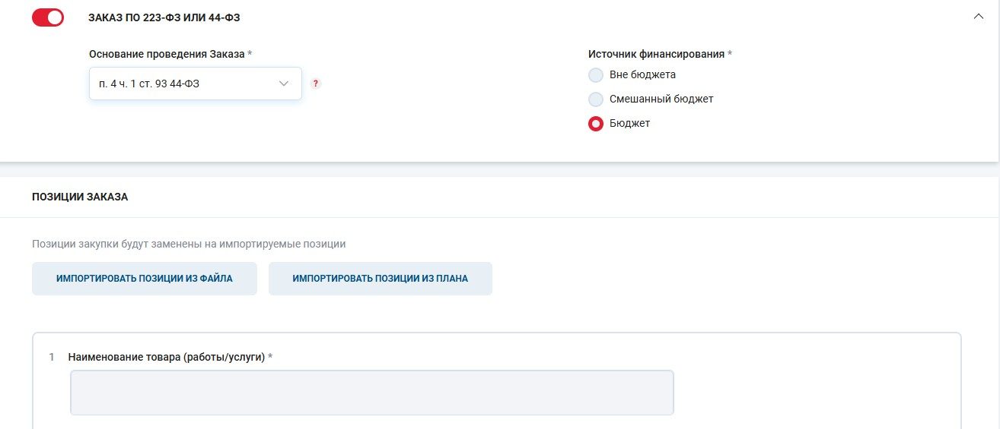 ЗАКАЗ ПО 223-ФЗ ИЛИ 44-ФЗ
Основание проведения Заказа *
п. 4 ч. 1 ст. 93 44-ФЗ
?
Источник финансирования *
Вне бюджета
Смешанный бюджет
Бюджет
ПОЗИЦИИ ЗАКАЗА
Позиции закупки будут заменены на импортируемые позиции
ИМПОРТИРОВАТЬ ПОЗИЦИИ ИЗ ФАЙЛА
ИМПОРТИРОВАТЬ ПОЗИЦИИ ИЗ ПЛАНА
1 Наименование товара (работы/услуги) *